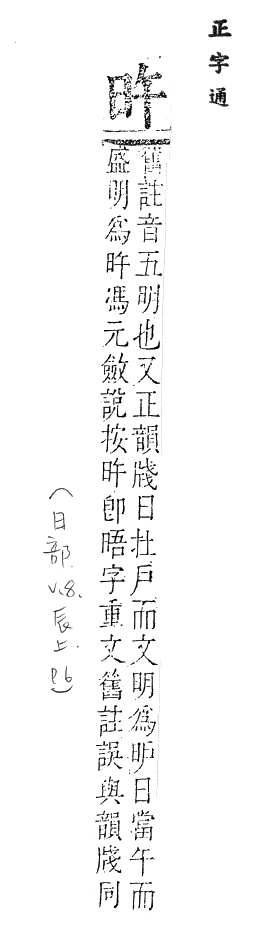 正字通
旿
舊註音五明也又正韻牋日在戶而文明爲昈日當午而
盛明爲旿馮元敏說按旿卽晤字重文舊註誤與韻牋同
(日部 v.8. 辰上. p6)